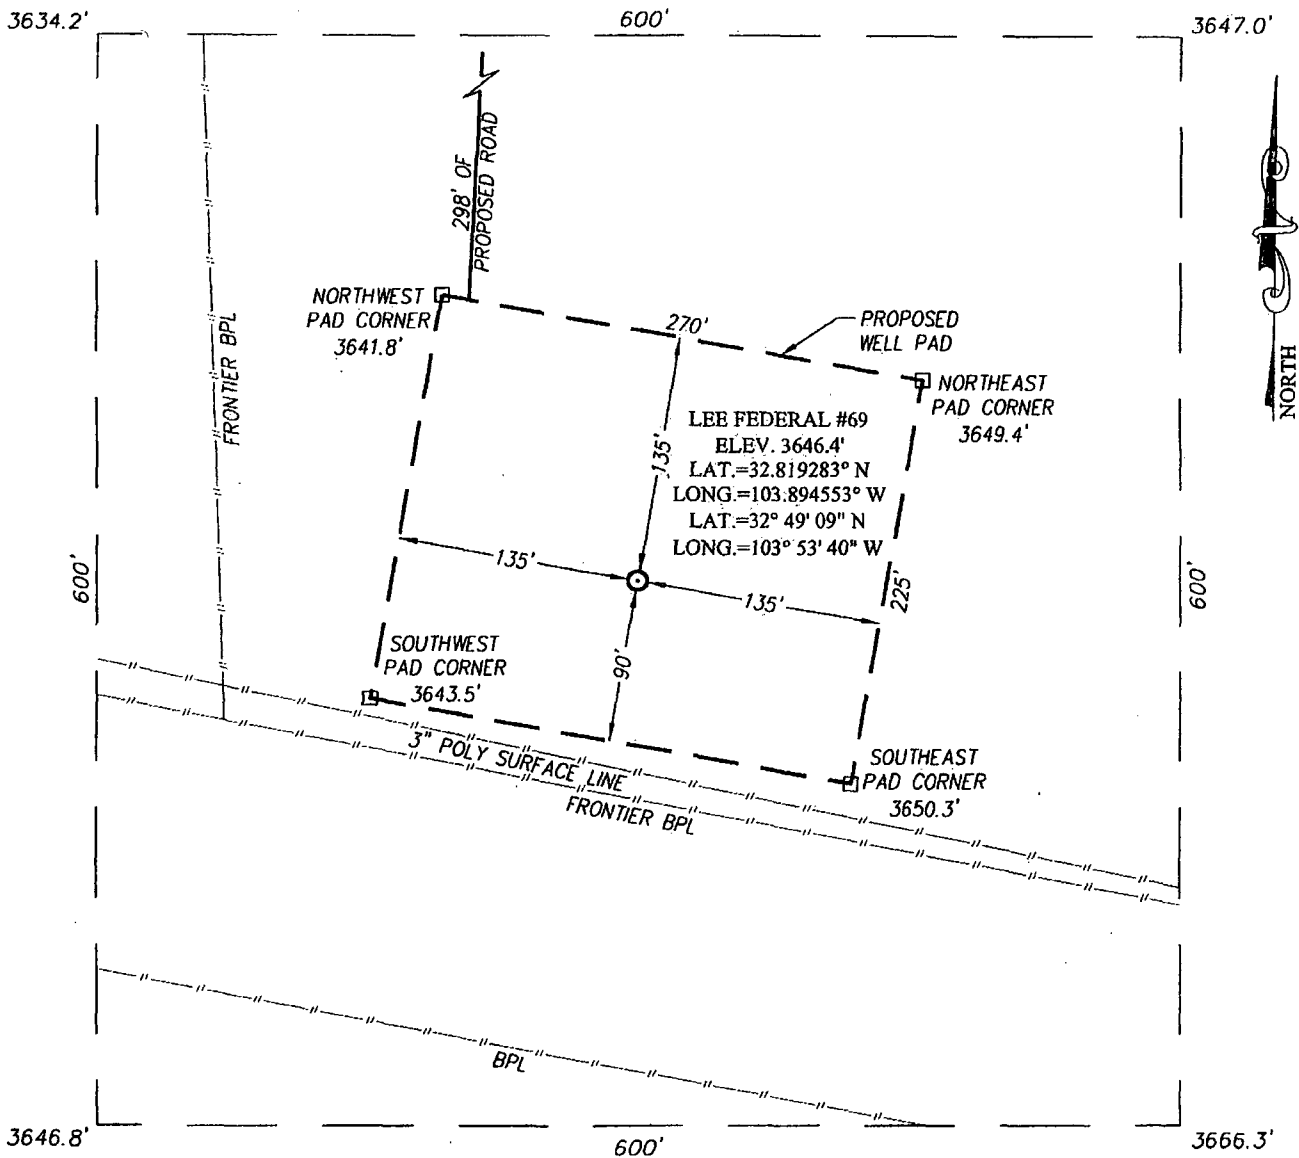 3634.2'
600'
3647.0'
298' OF
PROPOSED ROAD
NORTHWEST
PAD CORNER
3641.8'
270'
PROPOSED
WELL PAD
NORTHEAST
PAD CORNER
3649.4'
NORTH
FRONTIER BPL
LEE FEDERAL #69
ELEV. 3646.4'
LAT.=32.819283° N
LONG.=103.894553° W
LAT.=32° 49' 09" N
LONG.=103° 53' 40" W
135'
135'
135'
225'
600'
600'
90'
SOUTHWEST
PAD CORNER
3643.5'
3" POLY SURFACE LINE
FRONTIER BPL
SOUTHEAST
PAD CORNER
3650.3'
BPL
3646.8'
600'
3666.3'